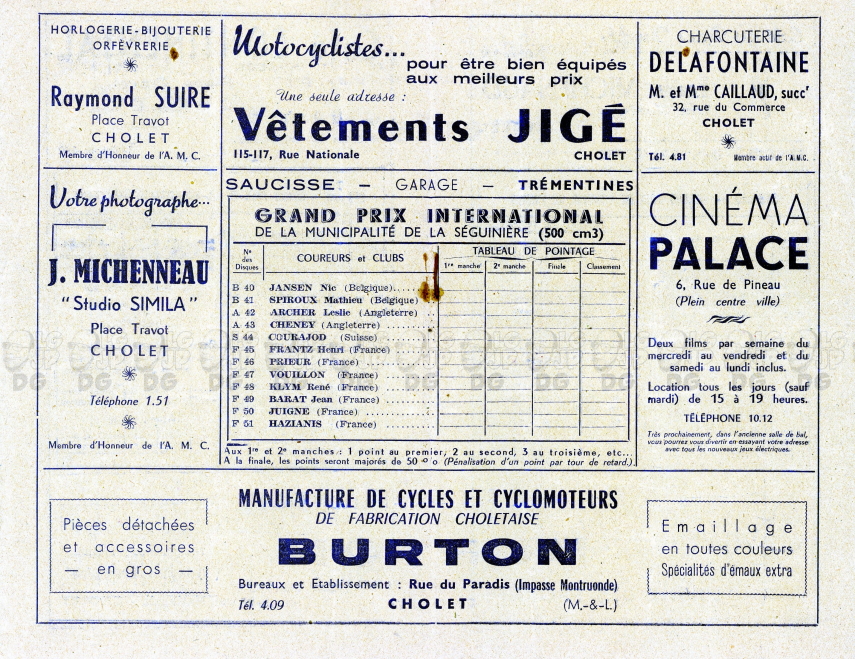 HORLOGERIE-BIJOUTERIE
ORFÈVRERIE
Raymond SUIRE
Place Travot
CHOLET
Membre d'Honneur de l'A. M. C.
Motocyclistes...
pour être bien équipés
aux meilleurs prix
Une seule adresse :
Vêtements JIGÉ
115-117, Rue Nationale CHOLET
CHARCUTERIE
DELAFONTAINE
M. et Mme CAILLAUD, succr
32, rue du Commerce
CHOLET
Tél. 4.81 Membre actif de l'A.M.C.
Votre photographe...
J. MICHENNEAU
"Studio SIMILA"
Place Travot
CHOLET
Téléphone 1.51
Membre d'Honneur de l'A. M. C.
SAUCISSE — GARAGE — TRÉMENTINES
GRAND PRIX INTERNATIONAL
DE LA MUNICIPALITÉ DE LA SÉGUINIÈRE (500 cm3)
Nos des Disques COUREURS et CLUBS TABLEAU DE POINTAGE
1re manche 2e manche Finale Classement
B 40 JANSEN Nic (Belgique)....
B 41 SPIROUX Mathieu (Belgique)
A 42 ARCHER Leslie (Angleterre)
A 43 CHENEY (Angleterre) ........
S 44 COURAJOD (Suisse)
F 45 FRANTZ Henri (France)
F 46 FRIEUR (France) ............
F 47 VOUILLON (France) ........
F 48 KLYM René (France) ........
F 49 BARAT Jean (France) ........
F 50 JUIGNE (France) ............
F 51 HAZIANIS (France)
Aux 1re et 2e manches : 1 point au premier, 2 au second, 3 au troisième, etc...
A la finale, les points seront majorés de 50 % (Pénalisation d'un point par tour de retard.)
CINÉMA
PALACE
6, Rue de Pineau
(Plein centre ville)
Deux films par semaine du
mercredi au vendredi et du
samedi au lundi inclus.
Location tous les jours (sauf
mardi) de 15 à 19 heures.
TÉLÉPHONE 10.12
Très prochainement, dans l'ancienne salle de bal,
vous pourrez vous divertir en essayant votre adresse
avec tous les nouveaux jeux électriques.
Pièces détachées
et accessoires
— en gros —
MANUFACTURE DE CYCLES ET CYCLOMOTEURS
DE FABRICATION CHOLETAISE
BURTON
Bureaux et Etablissement : Rue du Paradis (Impasse Montruonde)
Tél. 4.09 CHOLET (M.-&-L.)
Emaillage
en toutes couleurs
Spécialités d'émaux extra